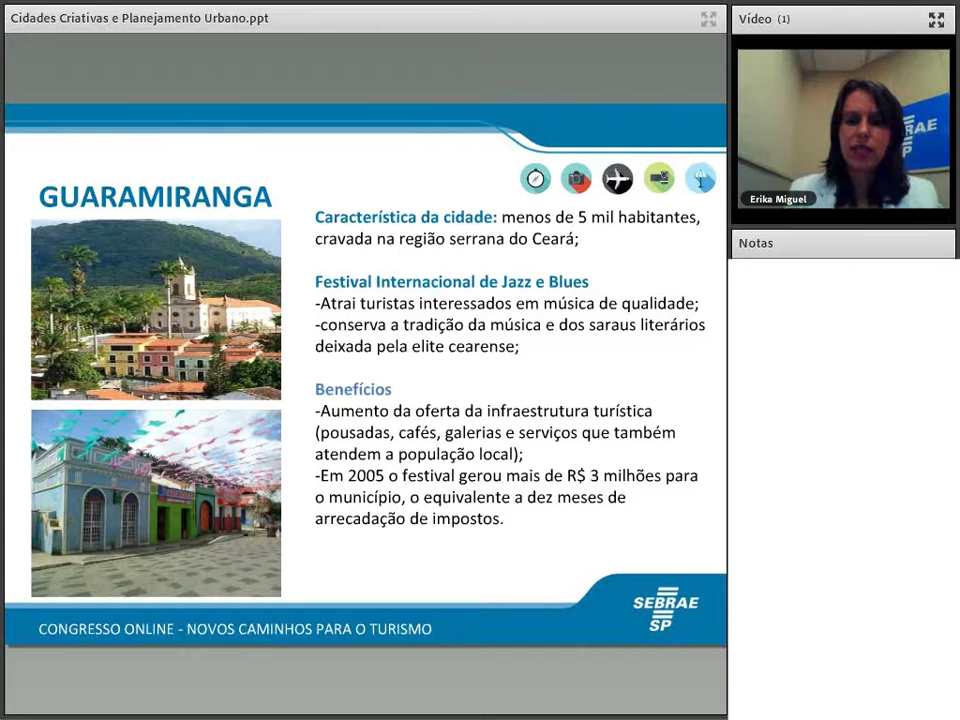 Cidades Criativas e Planejamento Urbano.ppt
Vídeo (1)
GUARAMIRANGA
Característica da cidade: menos de 5 mil habitantes,
cravada na região serrana do Ceará;
Festival Internacional de Jazz e Blues
-Atrai turistas interessados em música de qualidade;
-conserva a tradição da música e dos saraus literários
deixada pela elite cearense;
Benefícios
-Aumento da oferta da infraestrutura turística
(pousadas, cafés, galerias e serviços que também
atendem a população local);
-Em 2005 o festival gerou mais de R$ 3 milhões para
o município, o equivalente a dez meses de
arrecadação de impostos.
SEBRAE
SP
CONGRESSO ONLINE - NOVOS CAMINHOS PARA O TURISMO
RAE
P
Erika Miguel
Notas